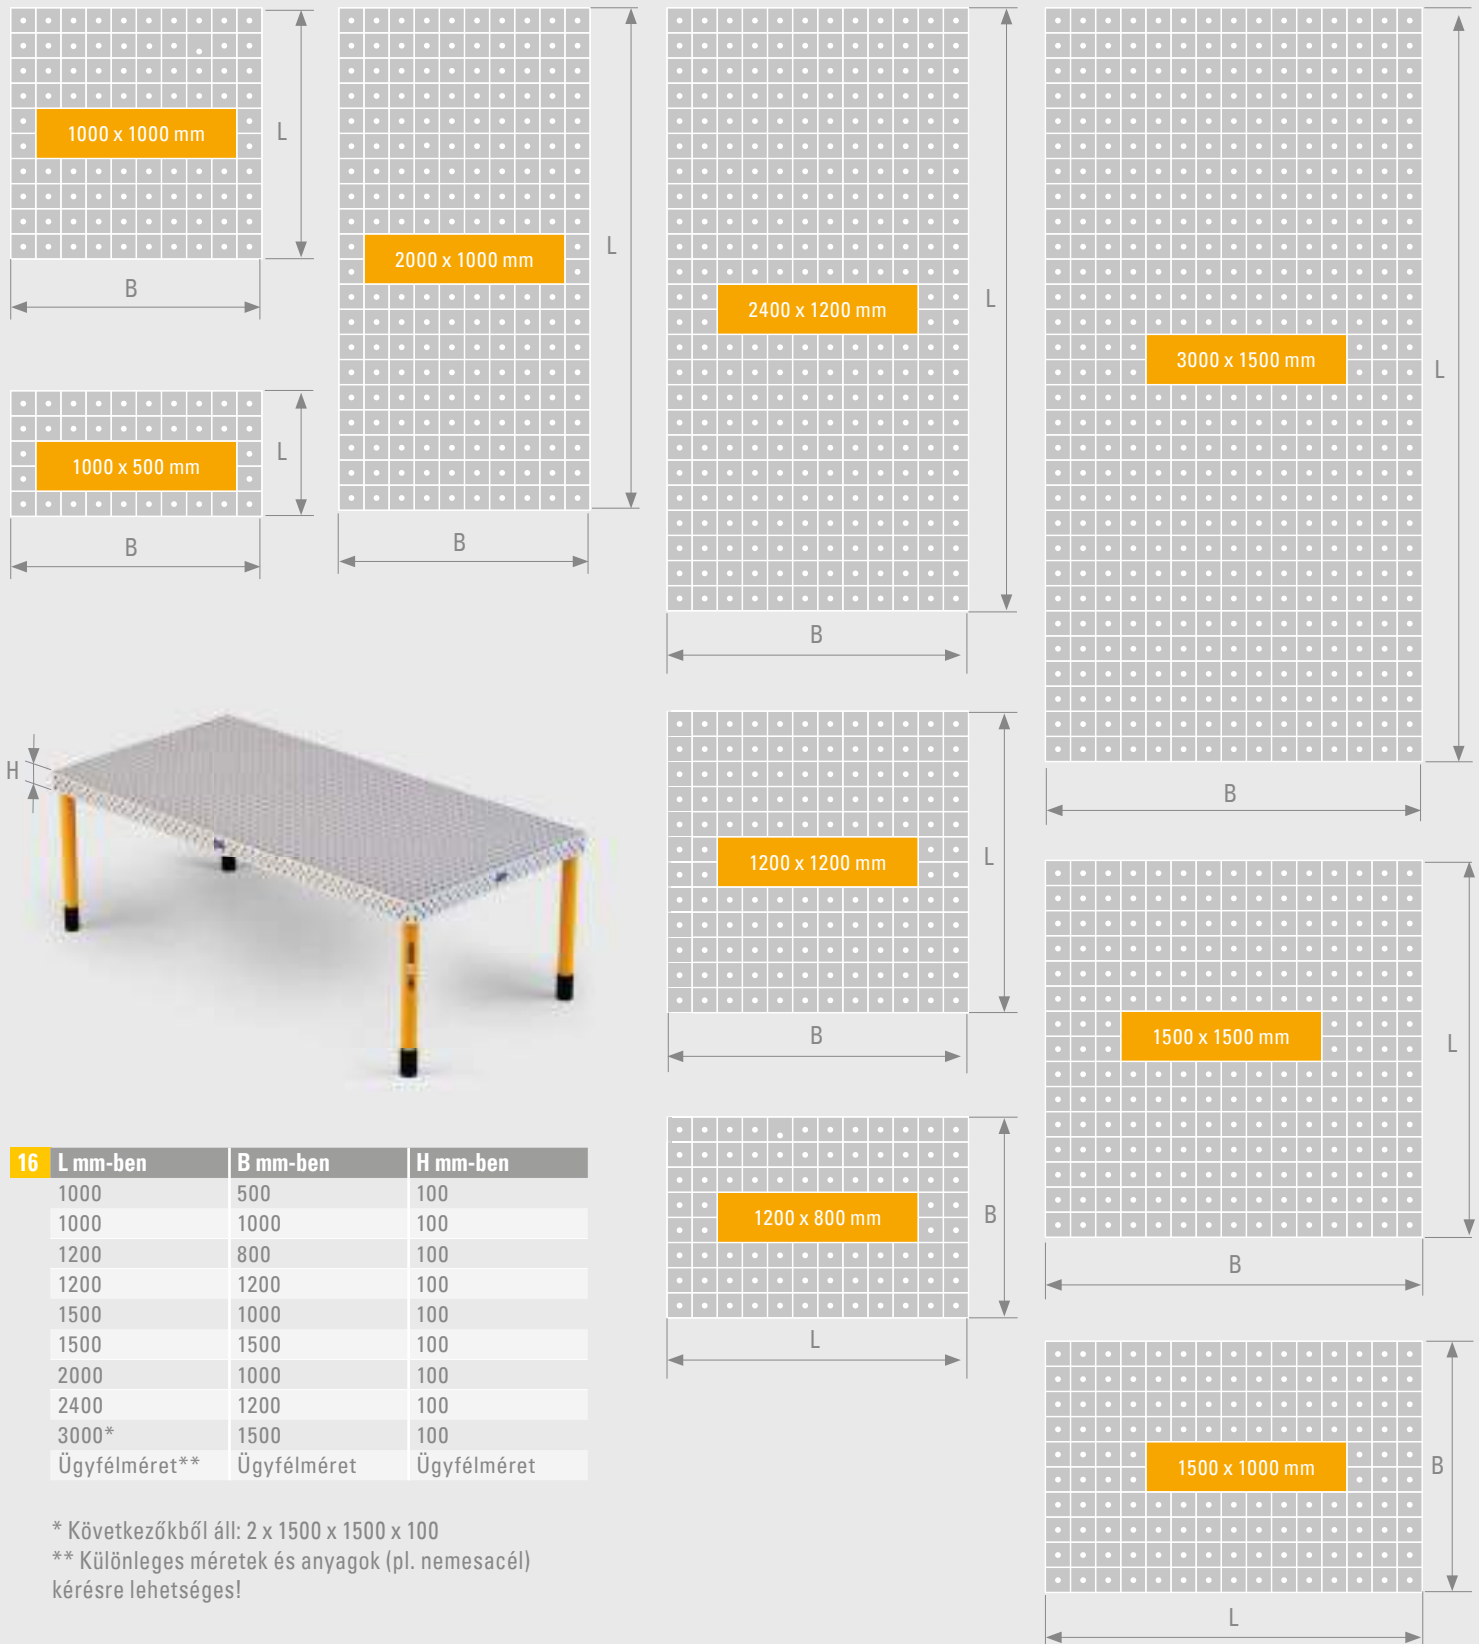 1000 x 1000 mm
L
B
1000 x 500 mm
L
B
2000 x 1000 mm
L
B
2400 x 1200 mm
L
B
3000 x 1500 mm
L
B
H
1200 x 1200 mm
L
B
1500 x 1500 mm
L
B
1200 x 800 mm
B
L
1500 x 1000 mm
B
L
16 L mm-ben B mm-ben H mm-ben
1000 500 100
1000 1000 100
1200 800 100
1200 1200 100
1500 1000 100
1500 1500 100
2000 1000 100
2400 1200 100
3000* 1500 100
Ügyfélméret** Ügyfélméret Ügyfélméret
* Következőkből áll: 2 x 1500 x 1500 x 100
** Különleges méretek és anyagok (pl. nemesacél)
kérésre lehetséges!